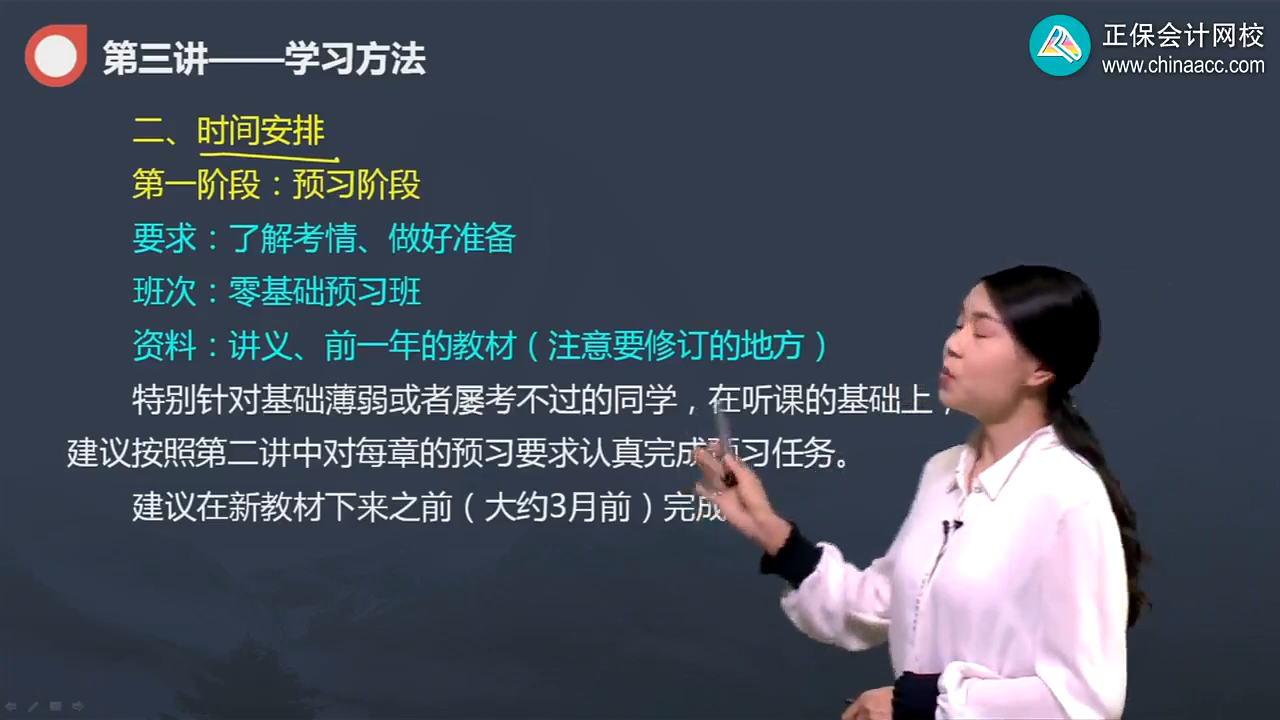 第三讲——学习方法
正保会计网校
www.chinaacc.com
二、时间安排
第一阶段：预习阶段
要求：了解考情、做好准备
班次：零基础预习班
资料：讲义、前一年的教材（注意要修订的地方）
特别针对基础薄弱或者屡考不过的同学，在听课的基础上，
建议按照第二讲中对每章的预习要求认真完成预习任务。
建议在新教材下来之前（大约3月前）完成